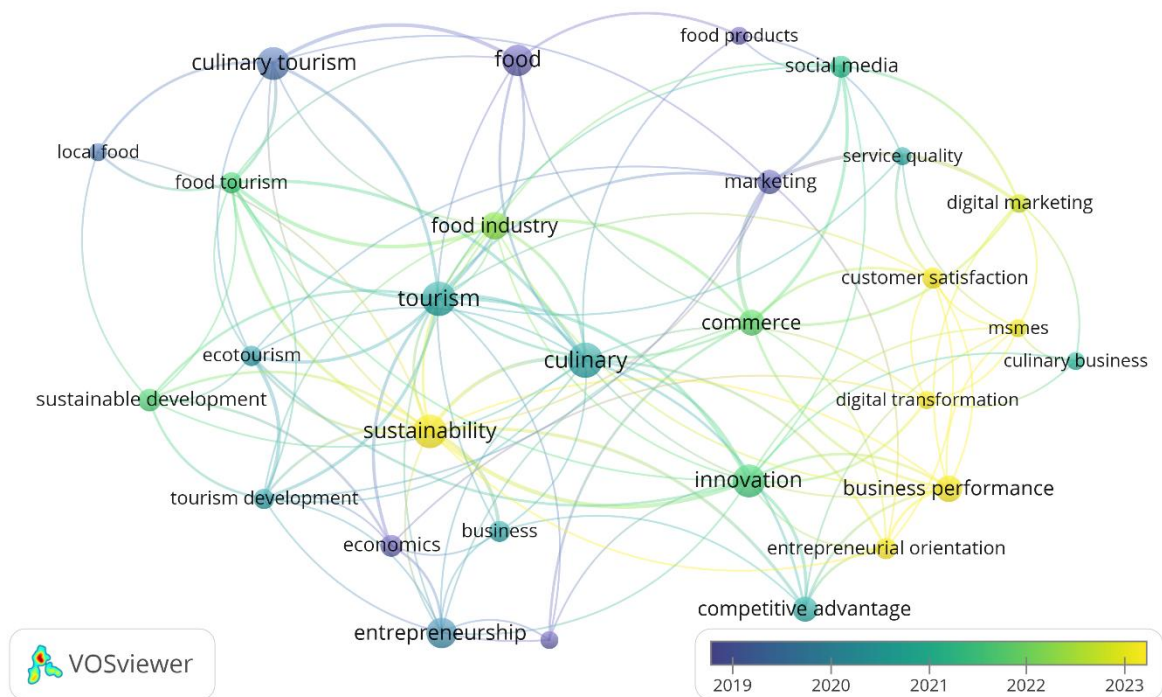 food products
culinary tourism
food
social media
local food
service quality
food tourism
marketing
digital marketing
food industry
customer satisfaction
tourism
commerce
msmes
ecotourism
culinary
culinary business
sustainable development
digital transformation
sustainability
innovation
business performance
tourism development
business
economics
entrepreneurial orientation
competitive advantage
entrepreneurship
VOSviewer
2019 2020 2021 2022 2023